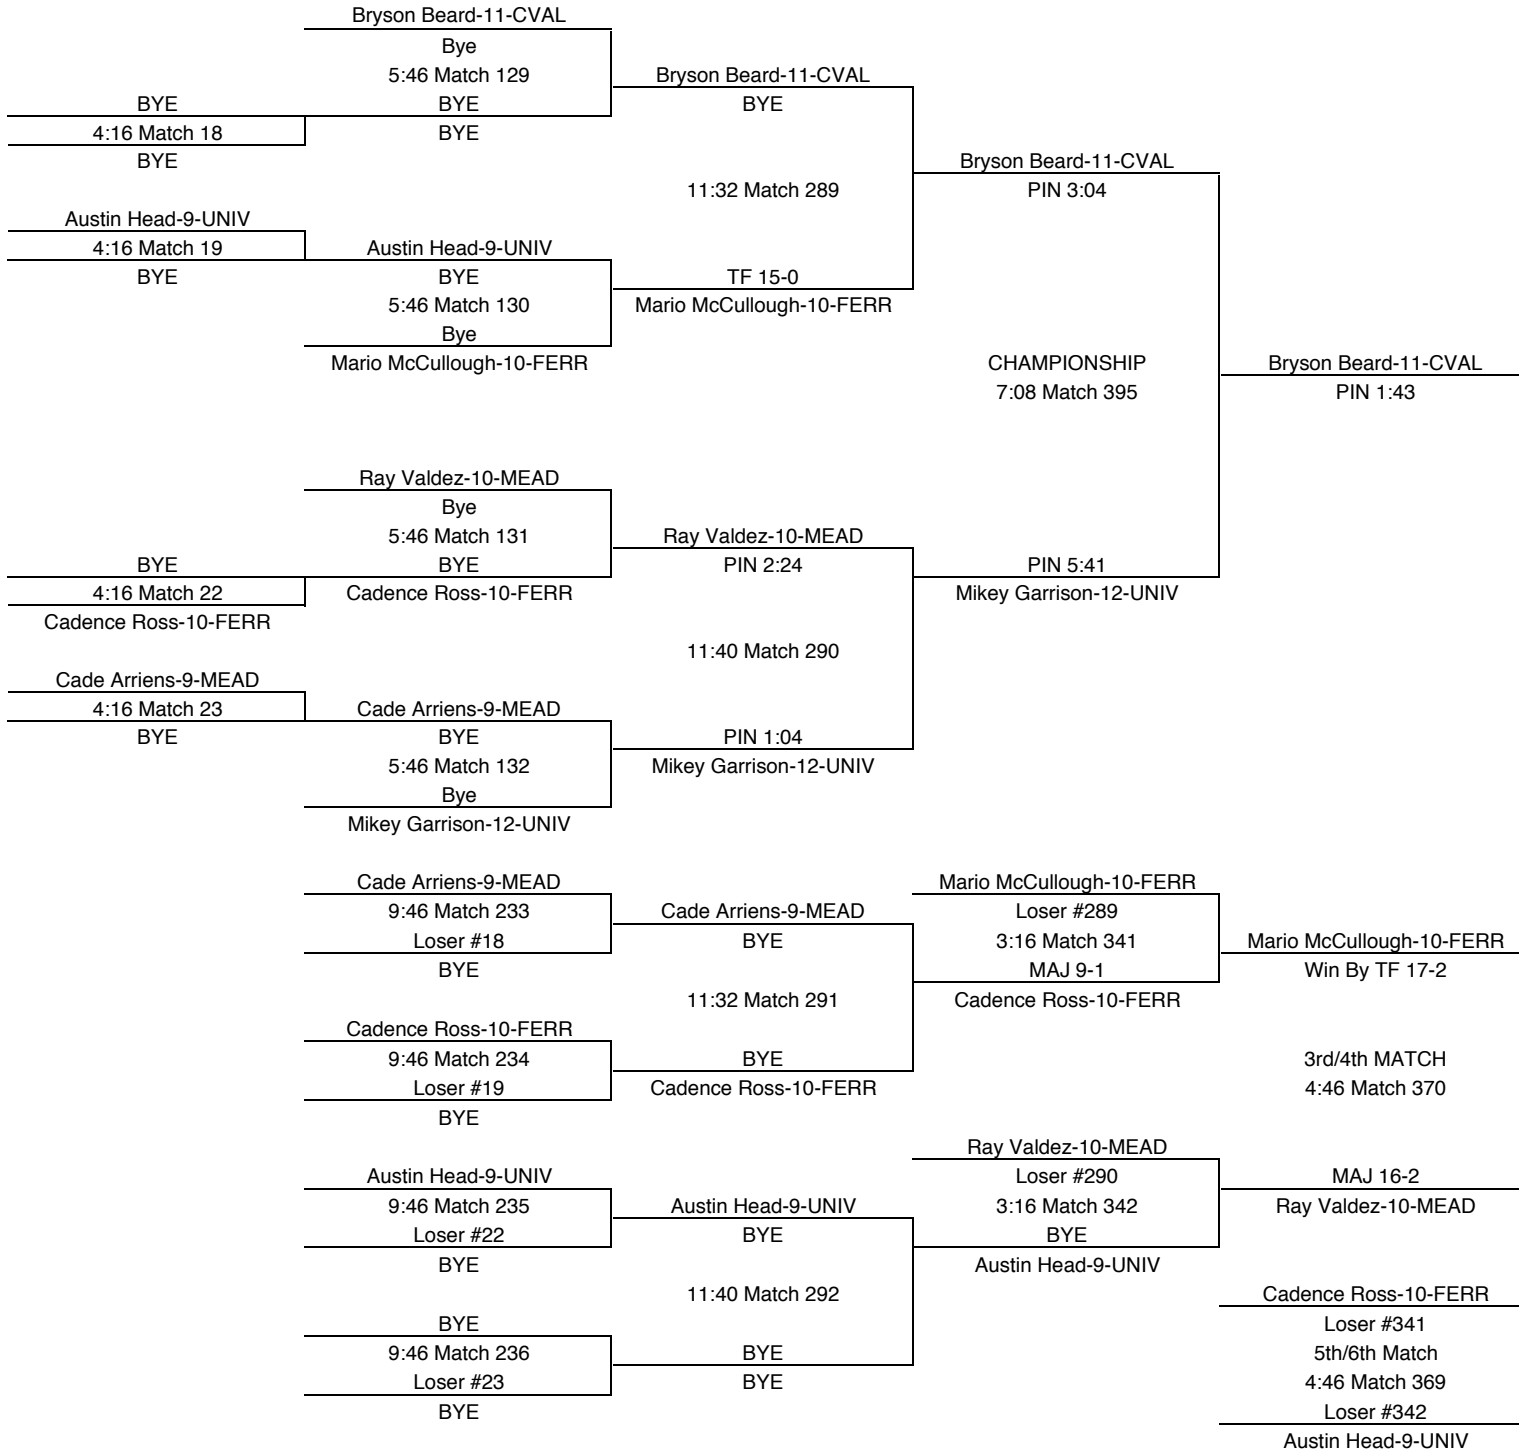 Bryson Beard-11-CVAL
Bye
5:46 Match 129
Bryson Beard-11-CVAL
BYE
BYE
BYE
4:16 Match 18
BYE
BYE
Bryson Beard-11-CVAL
11:32 Match 289
PIN 3:04
Austin Head-9-UNIV
4:16 Match 19
Austin Head-9-UNIV
BYE
BYE
TF 15-0
5:46 Match 130
Mario McCullough-10-FERR
Bye
Mario McCullough-10-FERR
CHAMPIONSHIP
Bryson Beard-11-CVAL
7:08 Match 395
PIN 1:43
Ray Valdez-10-MEAD
Bye
5:46 Match 131
Ray Valdez-10-MEAD
BYE
BYE
PIN 2:24
PIN 5:41
4:16 Match 22
Cadence Ross-10-FERR
Mikey Garrison-12-UNIV
Cadence Ross-10-FERR
11:40 Match 290
Cade Arriens-9-MEAD
4:16 Match 23
Cade Arriens-9-MEAD
BYE
BYE
PIN 1:04
5:46 Match 132
Mikey Garrison-12-UNIV
Bye
Mikey Garrison-12-UNIV
Cade Arriens-9-MEAD
Mario McCullough-10-FERR
9:46 Match 233
Cade Arriens-9-MEAD
Loser #289
Loser #18
BYE
3:16 Match 341
Mario McCullough-10-FERR
BYE
MAJ 9-1
Win By TF 17-2
11:32 Match 291
Cadence Ross-10-FERR
Cadence Ross-10-FERR
9:46 Match 234
BYE
3rd/4th MATCH
Loser #19
Cadence Ross-10-FERR
4:46 Match 370
BYE
Ray Valdez-10-MEAD
Austin Head-9-UNIV
Loser #290
MAJ 16-2
9:46 Match 235
Austin Head-9-UNIV
3:16 Match 342
Ray Valdez-10-MEAD
Loser #22
BYE
BYE
BYE
Austin Head-9-UNIV
11:40 Match 292
Cadence Ross-10-FERR
BYE
Loser #341
9:46 Match 236
BYE
5th/6th Match
Loser #23
BYE
4:46 Match 369
BYE
Loser #342
Austin Head-9-UNIV